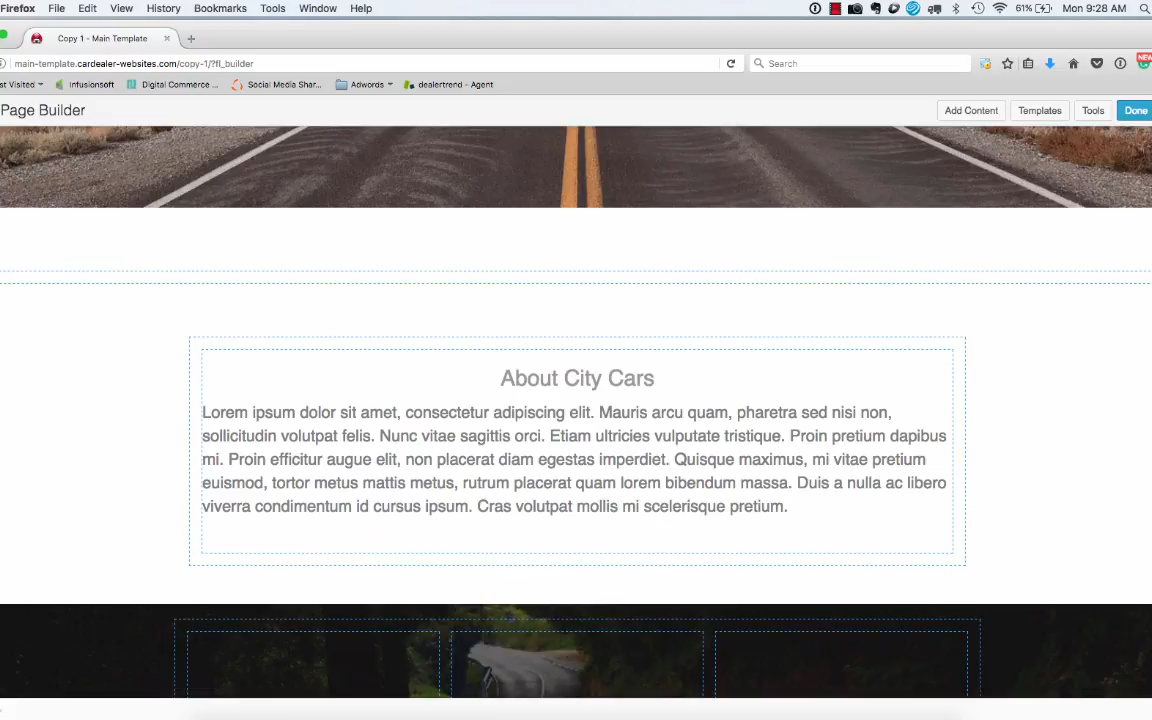 Firefox File Edit View History Bookmarks Tools Window Help 61% Mon 9:28 AM
Copy 1 - Main Template
main-template.cardealer-websites.com/copy-1/?fl_builder Search NEW
st Visited Infusionsoft Digital Commerce ... Social Media Shar... Adwords dealertrend - Agent
Page Builder Add Content Templates Tools Done
About City Cars
Lorem ipsum dolor sit amet, consectetur adipiscing elit. Mauris arcu quam, pharetra sed nisi non,
sollicitudin volutpat felis. Nunc vitae sagittis orci. Etiam ultricies vulputate tristique. Proin pretium dapibus
mi. Proin efficitur augue elit, non placerat diam egestas imperdiet. Quisque maximus, mi vitae pretium
euismod, tortor metus mattis metus, rutrum placerat quam lorem bibendum massa. Duis a nulla ac libero
viverra condimentum id cursus ipsum. Cras volutpat mollis mi scelerisque pretium.